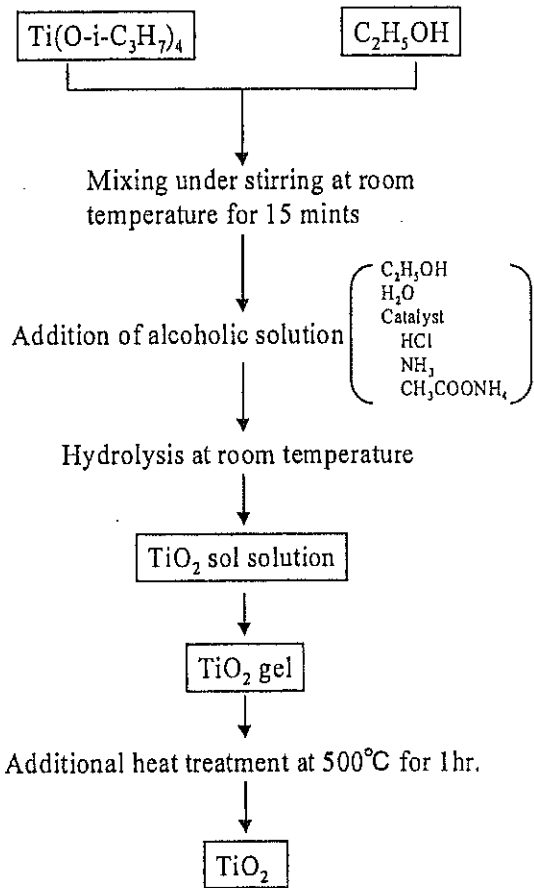 Ti(O-i-C₃H₇)₄
C₂H₅OH
Mixing under stirring at room
temperature for 15 mints
Addition of alcoholic solution
C₂H₅OH
H₂O
Catalyst
HCl
NH₃
CH₃COONH₄
Hydrolysis at room temperature
TiO₂ sol solution
TiO₂ gel
Additional heat treatment at 500°C for 1hr.
TiO₂